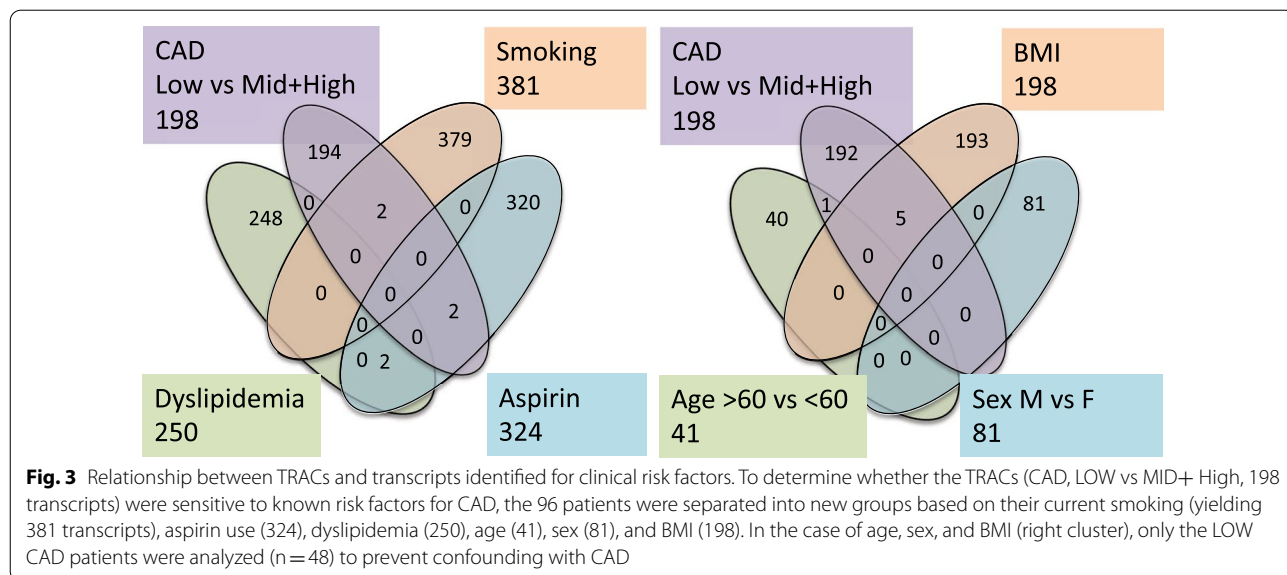 CAD
Low vs Mid+High
198
Smoking
381
194
379
248
0
2
0
320
0
0
0
0
2
0
0
0
2
Dyslipidemia
250
Aspirin
324
CAD
Low vs Mid+High
198
BMI
198
192
193
40
1
5
0
81
0
0
0
0
0
0
0
0
0
Age >60 vs <60
41
Sex M vs F
81
Fig. 3 Relationship between TRACs and transcripts identified for clinical risk factors. To determine whether the TRACs (CAD, LOW vs MID+ High, 198
transcripts) were sensitive to known risk factors for CAD, the 96 patients were separated into new groups based on their current smoking (yielding
381 transcripts), aspirin use (324), dyslipidemia (250), age (41), sex (81), and BMI (198). In the case of age, sex, and BMI (right cluster), only the LOW
CAD patients were analyzed (n = 48) to prevent confounding with CAD